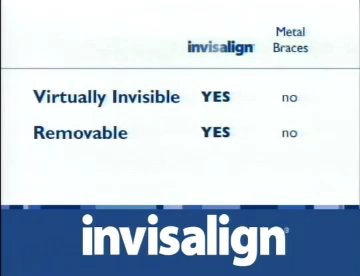 Metal
invisalign Braces
Virtually Invisible YES no
Removable YES no
invisalign®